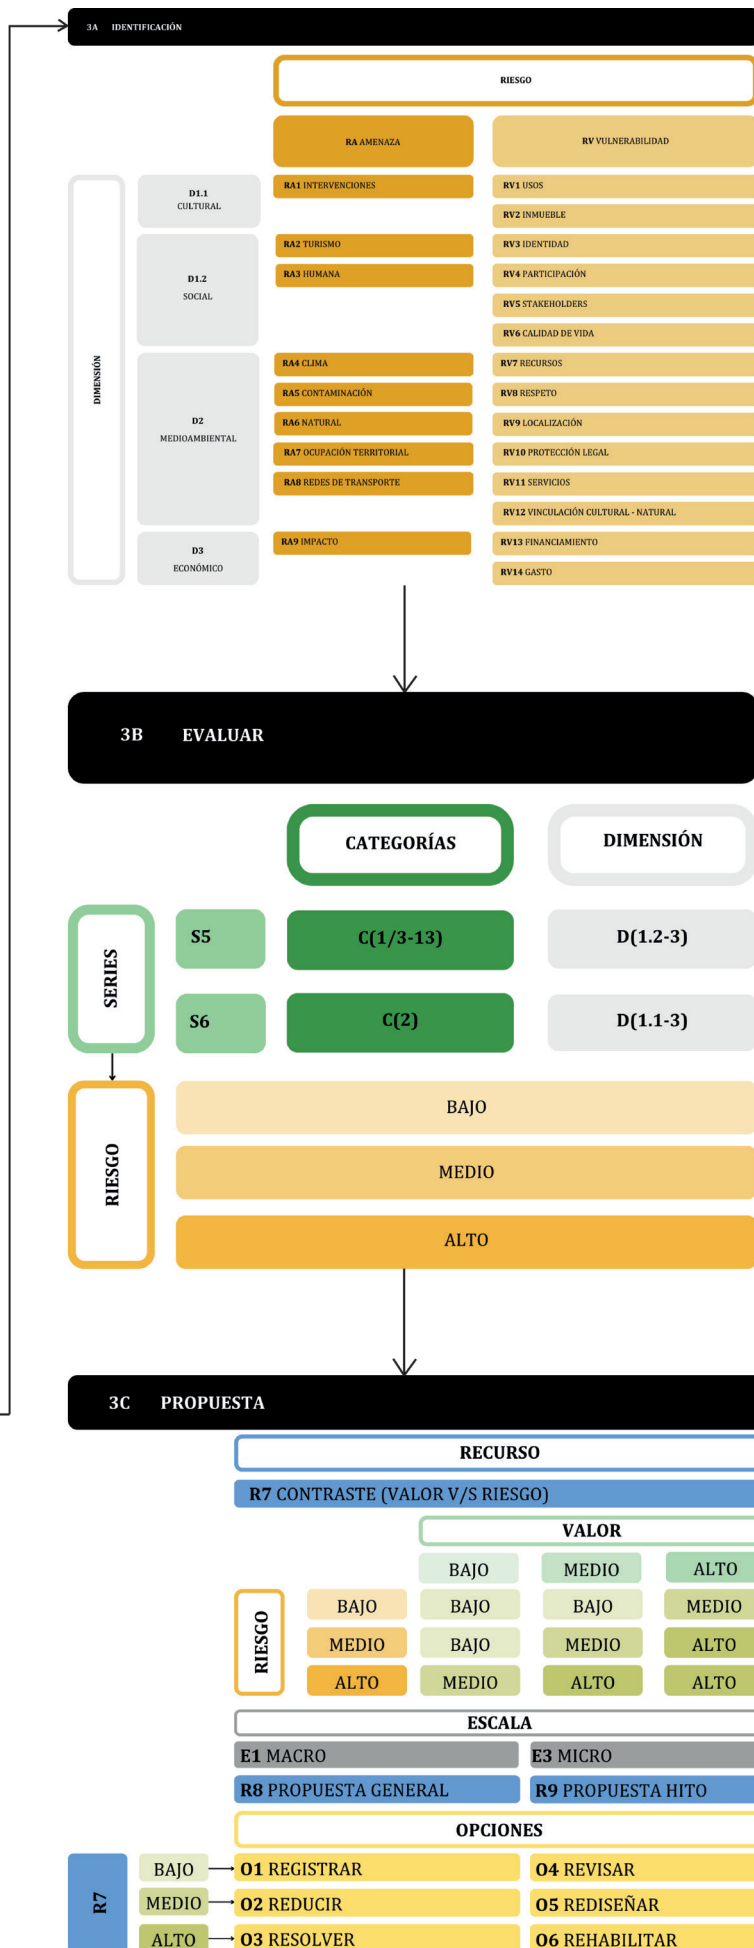 3A IDENTIFICACIÓN
RIESGO
RA AMENAZA
RV VULNERABILIDAD
DIMENSIÓN
D1.1
CULTURAL
RA1 INTERVENCIONES
RV1 USOS
RV2 INMUEBLE
D1.2
SOCIAL
RA2 TURISMO
RV3 IDENTIDAD
RA3 HUMANA
RV4 PARTICIPACIÓN
RV5 STAKEHOLDERS
RV6 CALIDAD DE VIDA
D2
MEDIOAMBIENTAL
RA4 CLIMA
RV7 RECURSOS
RA5 CONTAMINACIÓN
RV8 RESPETO
RA6 NATURAL
RV9 LOCALIZACIÓN
RA7 OCUPACIÓN TERRITORIAL
RV10 PROTECCIÓN LEGAL
RA8 REDES DE TRANSPORTE
RV11 SERVICIOS
RV12 VINCULACIÓN CULTURAL - NATURAL
D3
ECONÓMICO
RA9 IMPACTO
RV13 FINANCIAMIENTO
RV14 GASTO
3B EVALUAR
CATEGORÍAS
DIMENSIÓN
SERIES
S5
C(1/3-13)
D(1.2-3)
S6
C(2)
D(1.1-3)
RIESGO
BAJO
MEDIO
ALTO
3C PROPUESTA
RECURSO
R7 CONTRASTE (VALOR V/S RIESGO)
VALOR
BAJO MEDIO ALTO
RIESGO
BAJO BAJO BAJO MEDIO
MEDIO BAJO MEDIO ALTO
ALTO MEDIO ALTO ALTO
ESCALA
E1 MACRO
E3 MICRO
R8 PROPUESTA GENERAL
R9 PROPUESTA HITO
OPCIONES
R7
BAJO
O1 REGISTRAR
O4 REVISAR
MEDIO
O2 REDUCIR
O5 REDISEÑAR
ALTO
O3 RESOLVER
O6 REHABILITAR